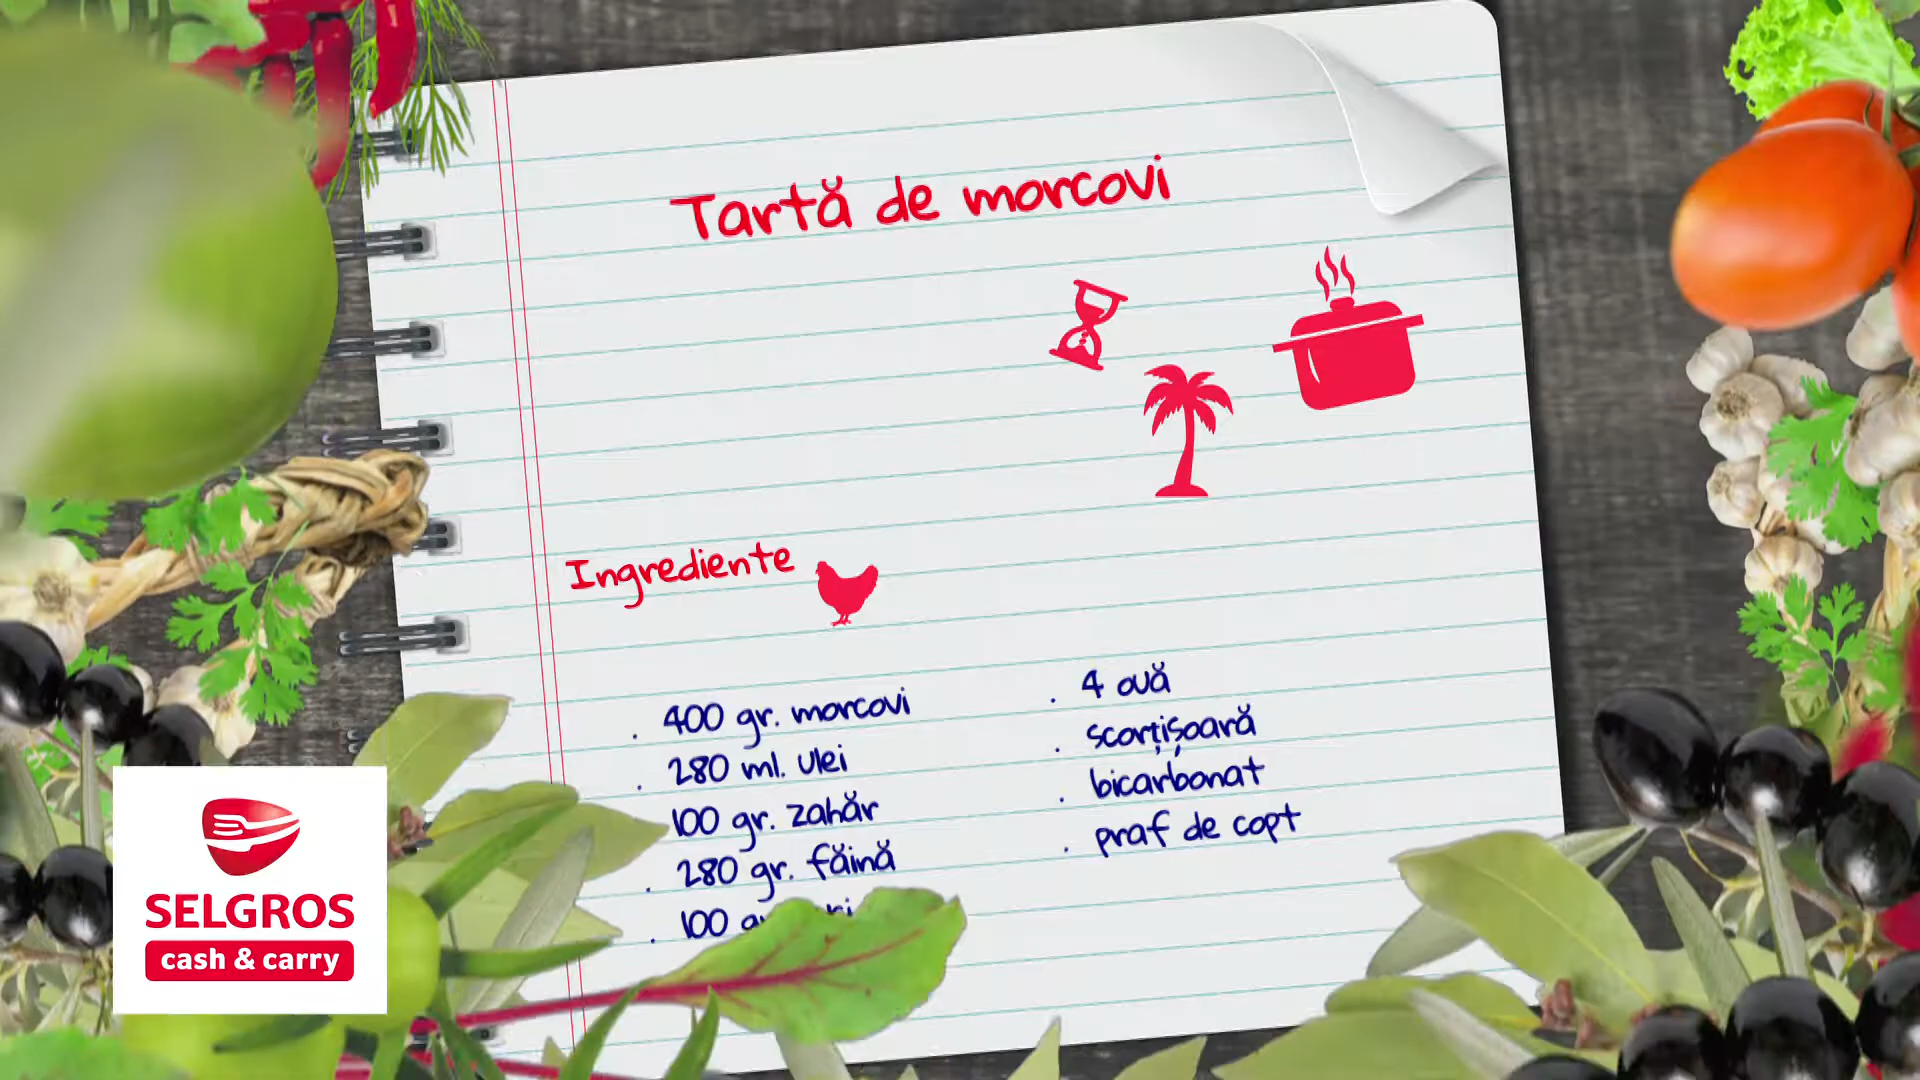 Tartă de morcovi
Ingrediente
. 400 gr. morcovi
. 280 ml. ulei
. 100 gr. zahăr
. 280 gr. făină
. 100
. 4 ouă
. scorțișoară
. bicarbonat
. praf de copt
SELGROS
cash & carry